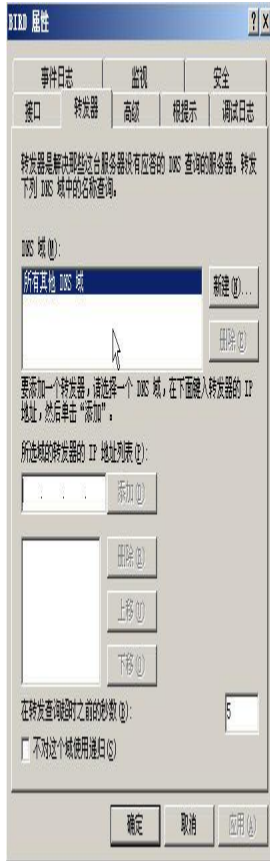 BIRD 属性
事件日志 监视 安全
接口 转发器 高级 根提示 调试日志
转发器是解决那些这台服务器没有应答的 DNS 查询的服务器。转发
下列 DNS 域中的名称查询。
DNS 域(M):
所有其他 DNS 域
新建(N)...
删除(E)
要添加一个转发器,请选择一个 DNS 域,在下面键入转发器的 IP
地址,然后单击“添加”。
所选域的转发器的 IP 地址列表(P):
添加(D)
删除(R)
上移(U)
下移(O)
在转发查询超时之前的秒数(B):
5
不对这个域使用递归(S)
确定 取消 应用(A)